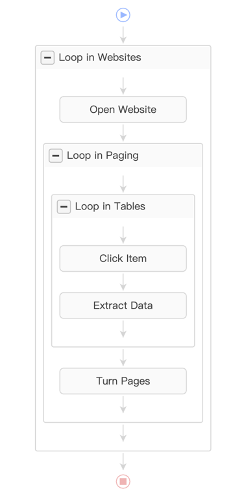 Loop in Websites
Open Website
Loop in Paging
Loop in Tables
Click Item
Extract Data
Turn Pages